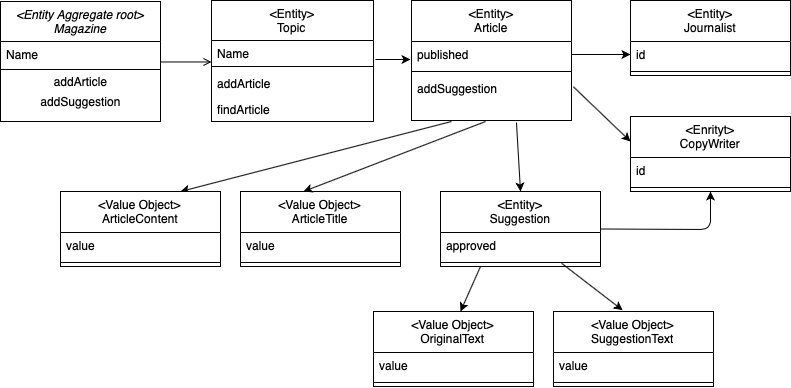 <Entity Aggregate root>
Magazine
Name
addArticle
addSuggestion
<Entity>
Topic
Name
addArticle
findArticle
<Entity>
Article
published
addSuggestion
<Entity>
Journalist
id
<Enrityt>
CopyWriter
id
<Value Object>
ArticleContent
value
<Value Object>
ArticleTitle
value
<Entity>
Suggestion
approved
<Value Object>
OriginalText
value
<Value Object>
SuggestionText
value